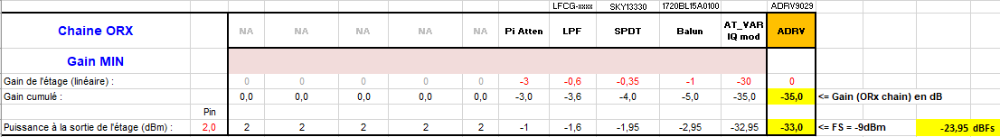 LFCG-xxxx SKY13330 1720BL15A0100 ADRV9029
Chaine ORX NA NA NA NA NA Pi Atten LPF SPDT Balun AT_VAR IQ mod ADRV
Gain MIN
Gain de l'étage (linéaire) : 0 0 0 0 0 -3 -0,6 -0,35 -1 -30 0
Gain cumulé : 0,0 0,0 0,0 0,0 0,0 -3,0 -3,6 -4,0 -5,0 -35,0 -35,0 <= Gain (ORx chain) en dB
Pin
Puissance à la sortie de l'étage (dBm) : 2,0 2 2 2 2 2 -1 -1,6 -1,95 -2,95 -32,95 -33,0 <= FS = -9dBm -23,95 dBFs